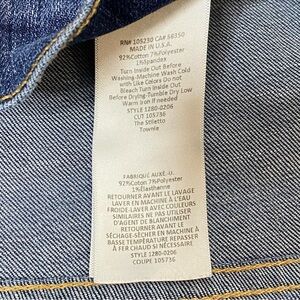 RN# 105230 CA# 56350
MADE IN U.S.A.
92%Cotton 7%Polyester
1%Spandex
Turn Inside Out Before
Washing-Machine Wash Cold
with Like Colors Do not
Bleach Turn Inside Out
Before Drying-Tumble Dry Low
Warm Iron if needed
STYLE 1280-0206
CUT 105736
The Stiletto
Townie
FABRIQUÉ AUX É. U.
92%Cotton 7%Polyester
1%Élasthanne
RETOURNER AVANT LE LAVAGE
LAVER EN MACHINE À L'EAU
FROIDE-LAVER AVEC COULEURS
SIMILAIRES NE PAS UTILISER
D'AGENT DE BLANCHIMENT
RETOURNER AVANT LE
SÉCHAGE-SÉCHER EN MACHINE À
BASSE TEMPÉRATURE REPASSER
À FER CHAUD SI NÉCESSAIRE
STYLE 1280-0206
COUPE 105736